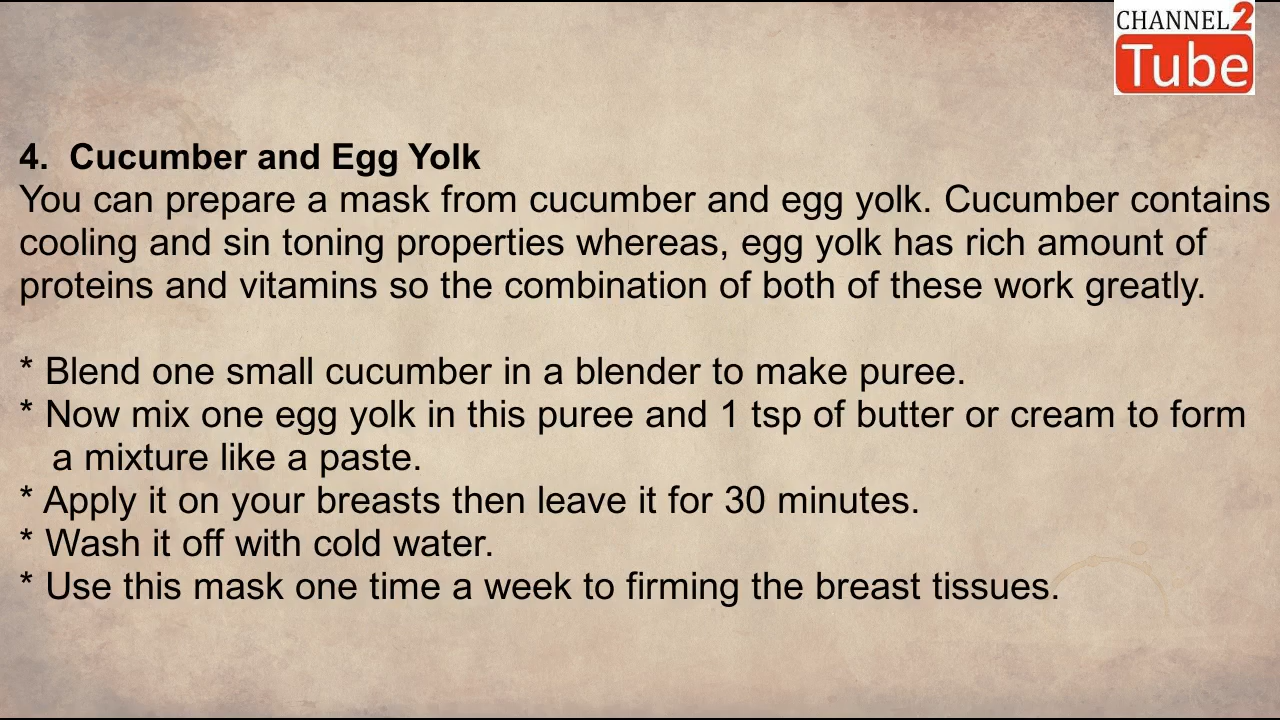 CHANNEL2
Tube
4. Cucumber and Egg Yolk
You can prepare a mask from cucumber and egg yolk. Cucumber contains
cooling and sin toning properties whereas, egg yolk has rich amount of
proteins and vitamins so the combination of both of these work greatly.
* Blend one small cucumber in a blender to make puree.
* Now mix one egg yolk in this puree and 1 tsp of butter or cream to form
a mixture like a paste.
* Apply it on your breasts then leave it for 30 minutes.
* Wash it off with cold water.
* Use this mask one time a week to firming the breast tissues.